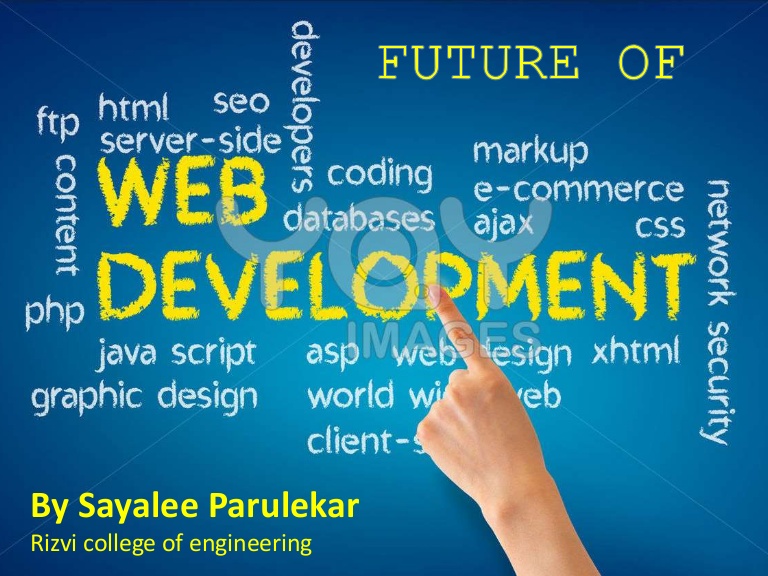 FUTURE OF
developers
html seo
ftp
server-side
WEB
coding
markup
e-commerce
databases
ajax css
content
network security
DEVELOPMENT
YAY
IMAGES
php
java script asp web design xhtml
graphic design world web
client-
By Sayalee Parulekar
Rizvi college of engineering